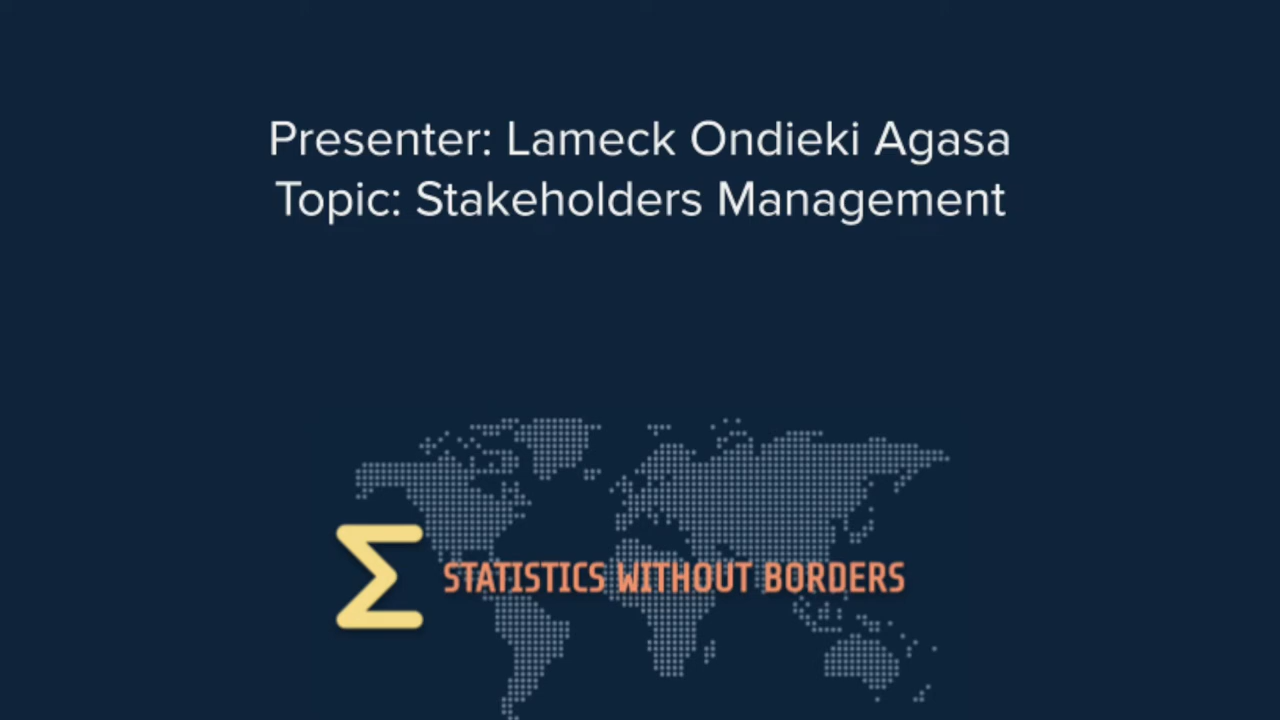 Presenter: Lameck Ondieki Agasa
Topic: Stakeholders Management
Σ STATISTICS WITHOUT BORDERS